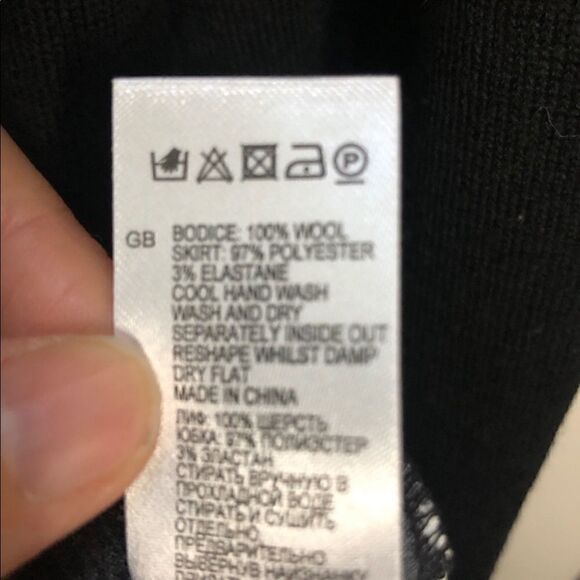 P
GB
BODICE: 100% WOOL
SKIRT: 97% POLYESTER
3% ELASTANE
COOL HAND WASH
WASH AND DRY
SEPARATELY INSIDE OUT
RESHAPE WHILST DAMP
DRY FLAT
MADE IN CHINA
ЛИФ: 100% ШЕРСТЬ
ЮБКА: 97% ПОЛИЭСТЕР
3% ЭЛАСТАН
СТИРАТЬ ВРУЧНУЮ В
ПРОХЛАДНОЙ ВОДЕ
СТИРАТЬ И СУШИТЬ
ОТДЕЛЬНО,
ПРЕДВАРИТЕЛЬНО
ВЫВЕРНУВ НАИЗНАНКУ